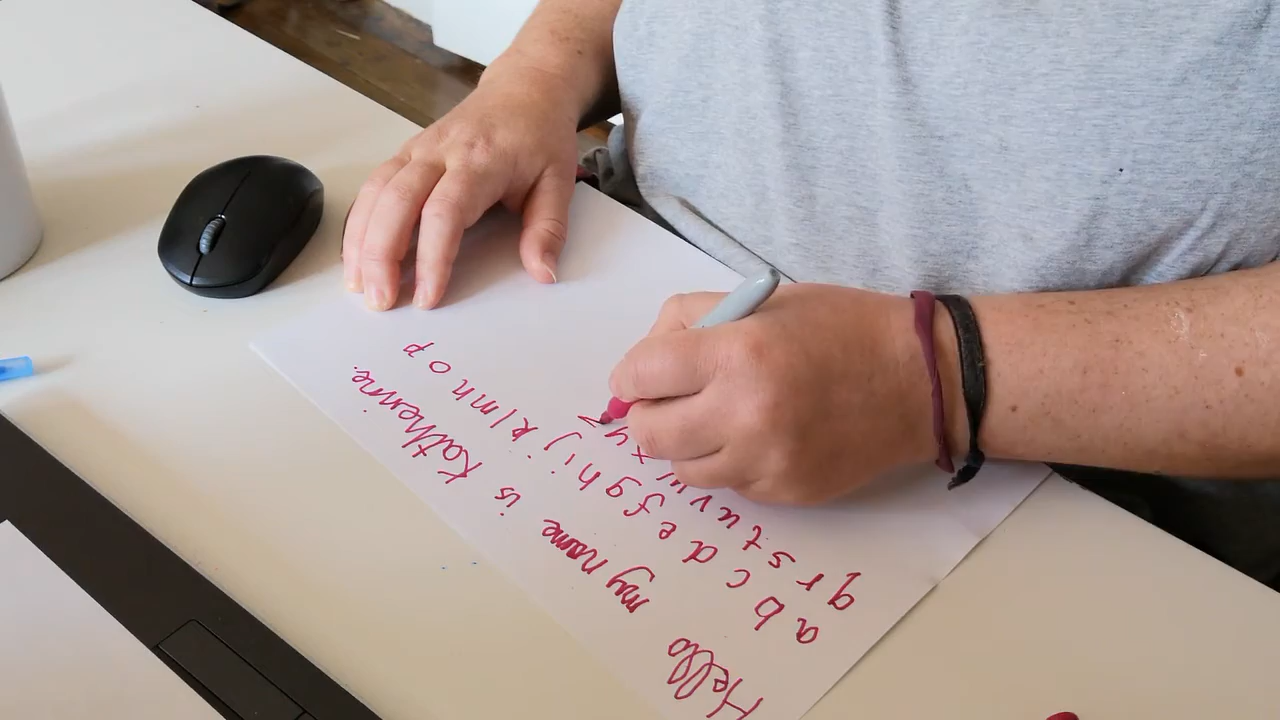 Hello my name is Katherine.
a b c d e f g h i j k l m n o p
q r s t u v w x y z